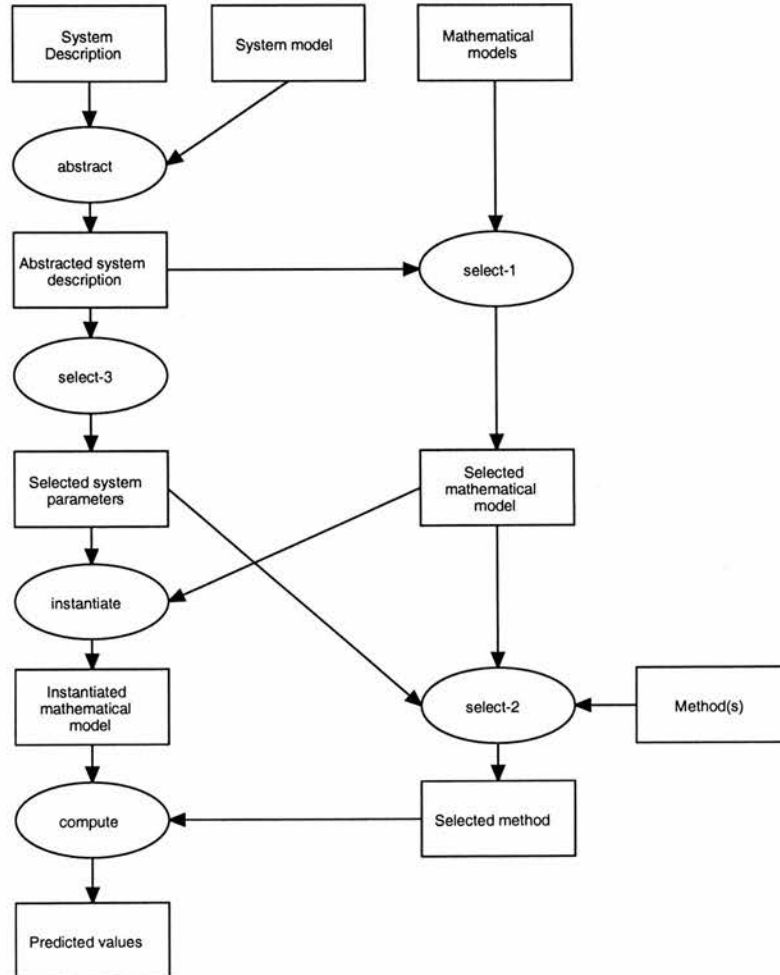 System
Description
System model
Mathematical
models
abstract
Abstracted system
description
select-1
select-3
Selected system
parameters
Selected
mathematical
model
instantiate
Instantiated
mathematical
model
select-2
Method(s)
compute
Selected method
Predicted values